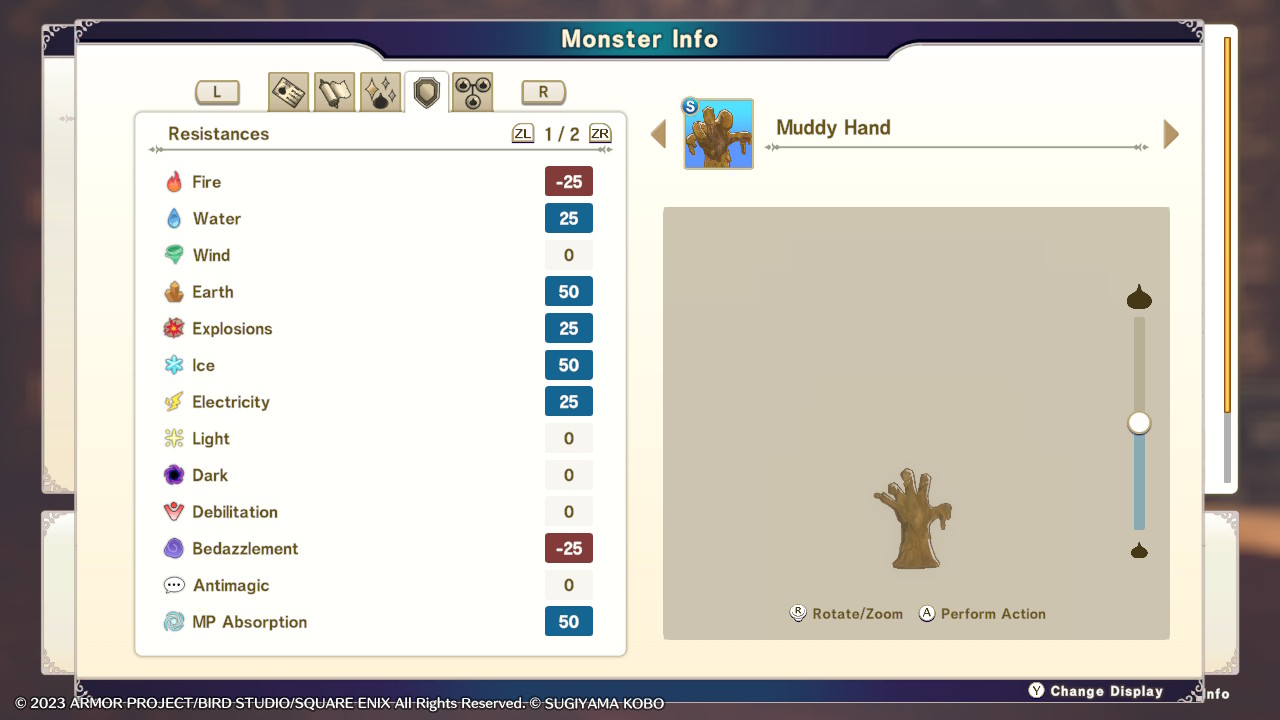 Monster Info
L
R
Resistances
ZL 1 / 2 ZR
Fire -25
Water 25
Wind 0
Earth 50
Explosions 25
Ice 50
Electricity 25
Light 0
Dark 0
Debilitation 0
Bedazzlement -25
Antimagic 0
MP Absorption 50
S
Muddy Hand
R Rotate/Zoom A Perform Action
Y Change Display
nfo
© 2023 ARMOR PROJECT/BIRD STUDIO/SQUARE ENIX All Rights Reserved. © SUGIYAMA KOBO